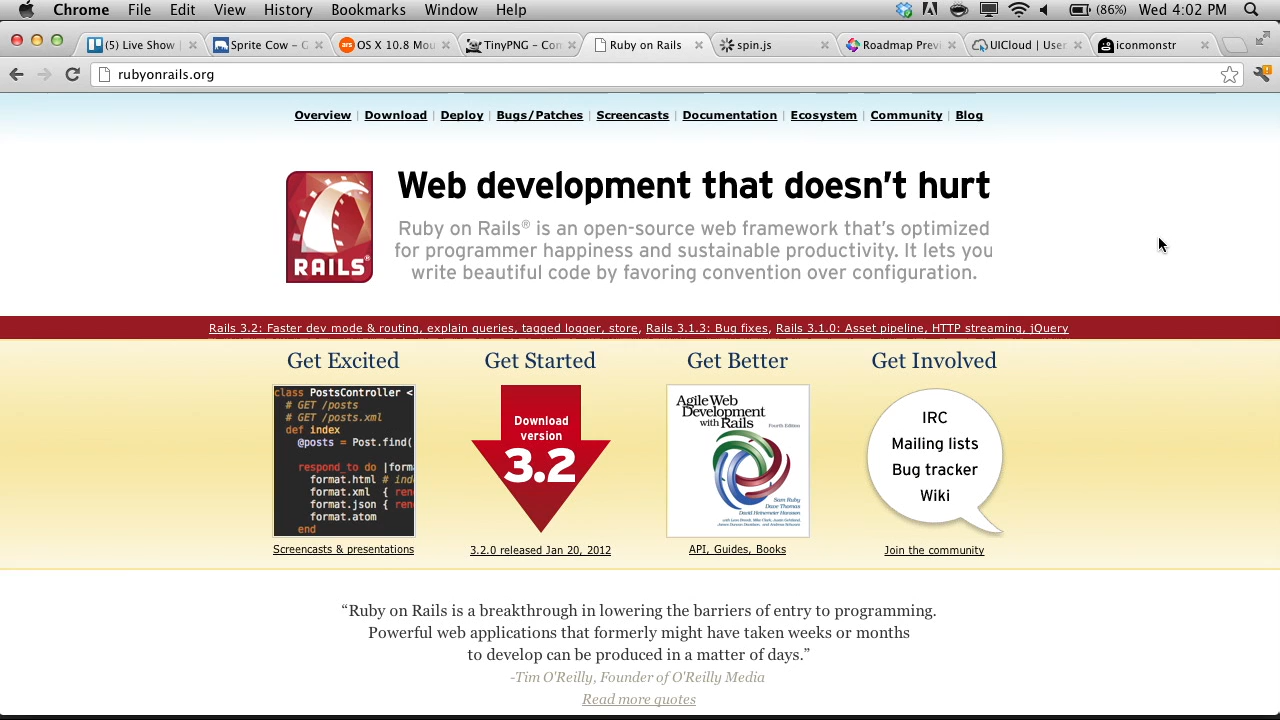 Chrome File Edit View History Bookmarks Window Help (86%) Wed 4:02 PM
(5) Live Show Sprite Cow – G OS X 10.8 Mou TinyPNG – Con Ruby on Rails spin.js Roadmap Previ UICloud | User iconmonstr
rubyonrails.org
Overview | Download | Deploy | Bugs/Patches | Screencasts | Documentation | Ecosystem | Community | Blog
RAILS®
Web development that doesn't hurt
Ruby on Rails® is an open-source web framework that's optimized
for programmer happiness and sustainable productivity. It lets you
write beautiful code by favoring convention over configuration.
Rails 3.2: Faster dev mode & routing, explain queries, tagged logger, store, Rails 3.1.3: Bug fixes, Rails 3.1.0: Asset pipeline, HTTP streaming, jQuery
Get Excited
class PostsController <
# GET /posts
# GET /posts.xml
def index
@posts = Post.find(
respond_to do |form
format.html # ind
format.xml { ren
format.json { ren
format.atom
end
Screencasts & presentations
Get Started
Download
version
3.2
3.2.0 released Jan 20, 2012
Get Better
Agile Web
Development
with Rails
Fourth Edition
Sam Ruby
Dave Thomas
David Heinemeier Hansson
API, Guides, Books
Get Involved
IRC
Mailing lists
Bug tracker
Wiki
Join the community
“Ruby on Rails is a breakthrough in lowering the barriers of entry to programming.
Powerful web applications that formerly might have taken weeks or months
to develop can be produced in a matter of days.”
-Tim O'Reilly, Founder of O'Reilly Media
Read more quotes